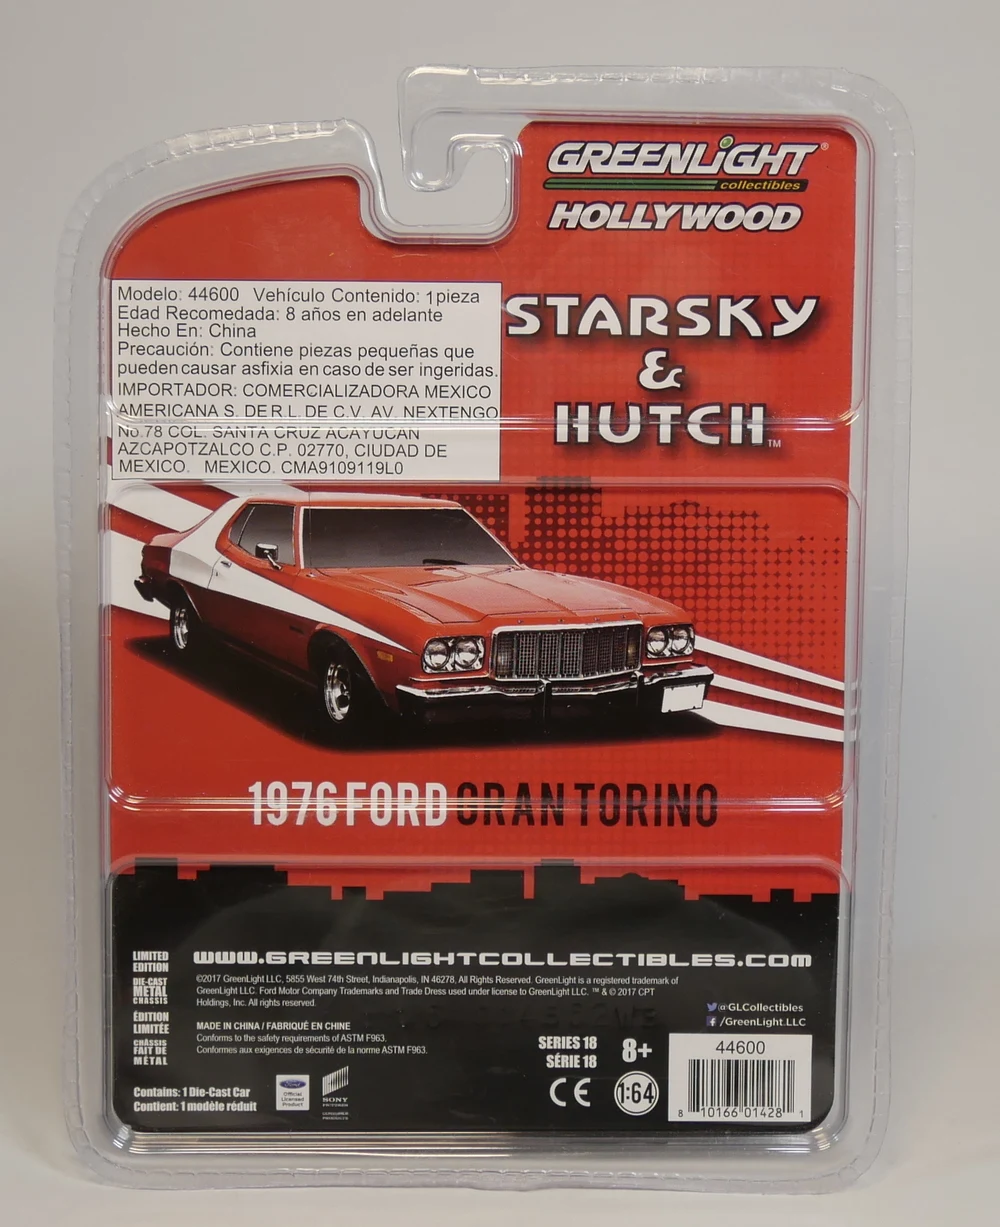 GREENLiGHT®
collectibles
HOLLYWOOD
Modelo: 44600 Vehículo Contenido: 1pieza
Edad Recomedada: 8 años en adelante
Hecho En: China
Precaución: Contiene piezas pequeñas que
pueden causar asfixia en caso de ser ingeridas.
IMPORTADOR: COMERCIALIZADORA MEXICO
AMERICANA S. DE R.L. DE C.V. AV. NEXTENGO
No.78 COL. SANTA CRUZ ACAYUCAN
AZCAPOTZALCO C.P. 02770, CIUDAD DE
MEXICO. MEXICO. CMA9109119L0
STARSKY
&
HUTCH™
1976 FORD GRAN TORINO
LIMITED
EDITION
DIE-CAST
METAL
CHASSIS
ÉDITION
LIMITÉE
CHÂSSIS
FAIT DE
MÉTAL
www.greenlightcollectibles.com
©2017 GreenLight LLC, 5855 West 74th Street, Indianapolis, IN 46278, All Rights Reserved. GreenLight is a registered trademark of
GreenLight LLC. Ford Motor Company Trademarks and Trade Dress used under license to GreenLight LLC. ™ & © 2017 CPT
Holdings, Inc. All rights reserved.
@GLCollectibles
/GreenLight.LLC
MADE IN CHINA / FABRIQUÉ EN CHINE
Conforms to the safety requirements of ASTM F963.
Conformes aux exigences de sécurité de la norme ASTM F963.
SERIES 18
SÉRIE 18
8+
CE
1:64
44600
8 10166 01428 1
Contains: 1 Die-Cast Car
Contient: 1 modèle réduit
Ford
Official
Licensed
Product
SONY